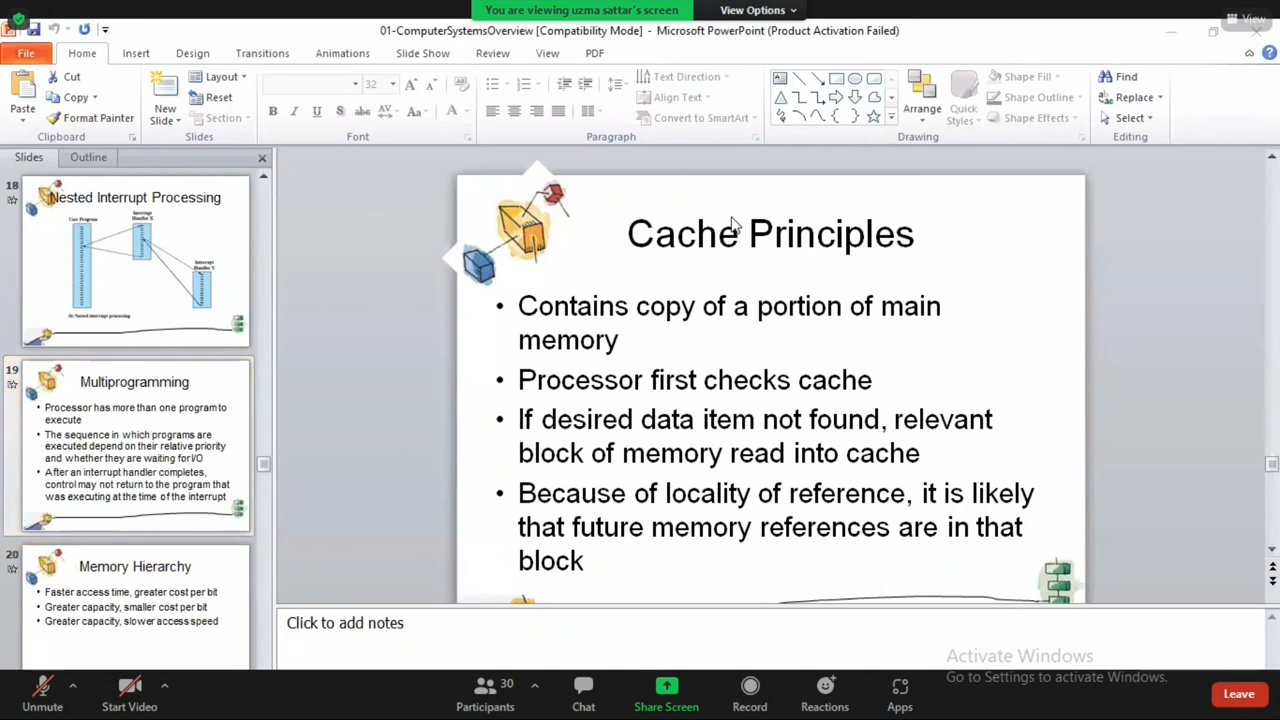 You are viewing uzma sattar's screen
View Options
View
01-ComputerSystemsOverview [Compatibility Mode] - Microsoft PowerPoint (Product Activation Failed)
File Home Insert Design Transitions Animations Slide Show Review View PDF
Cut
Copy
Format Painter
Paste
Clipboard
New
Slide
Layout
Reset
Section
Slides
32
Font
Text Direction
Align Text
Convert to SmartArt
Paragraph
Arrange
Quick
Styles
Shape Fill
Shape Outline
Shape Effects
Drawing
Find
Replace
Select
Editing
Slides Outline
18
Nested Interrupt Processing
User Program
Interrupt
Handler X
Interrupt
Handler Y
(b) Nested interrupt processing
19
Multiprogramming
• Processor has more than one program to
execute
• The sequence in which programs are
executed depend on their relative priority
and whether they are waiting for I/O
• After an interrupt handler completes,
control may not return to the program that
was executing at the time of the interrupt
20
Memory Hierarchy
• Faster access time, greater cost per bit
• Greater capacity, smaller cost per bit
• Greater capacity, slower access speed
Cache Principles
• Contains copy of a portion of main
memory
• Processor first checks cache
• If desired data item not found, relevant
block of memory read into cache
• Because of locality of reference, it is likely
that future memory references are in that
block
Click to add notes
Activate Windows
Go to Settings to activate Windows.
Unmute
Start Video
30
Participants
Chat
Share Screen
Record
Reactions
Apps
Leave